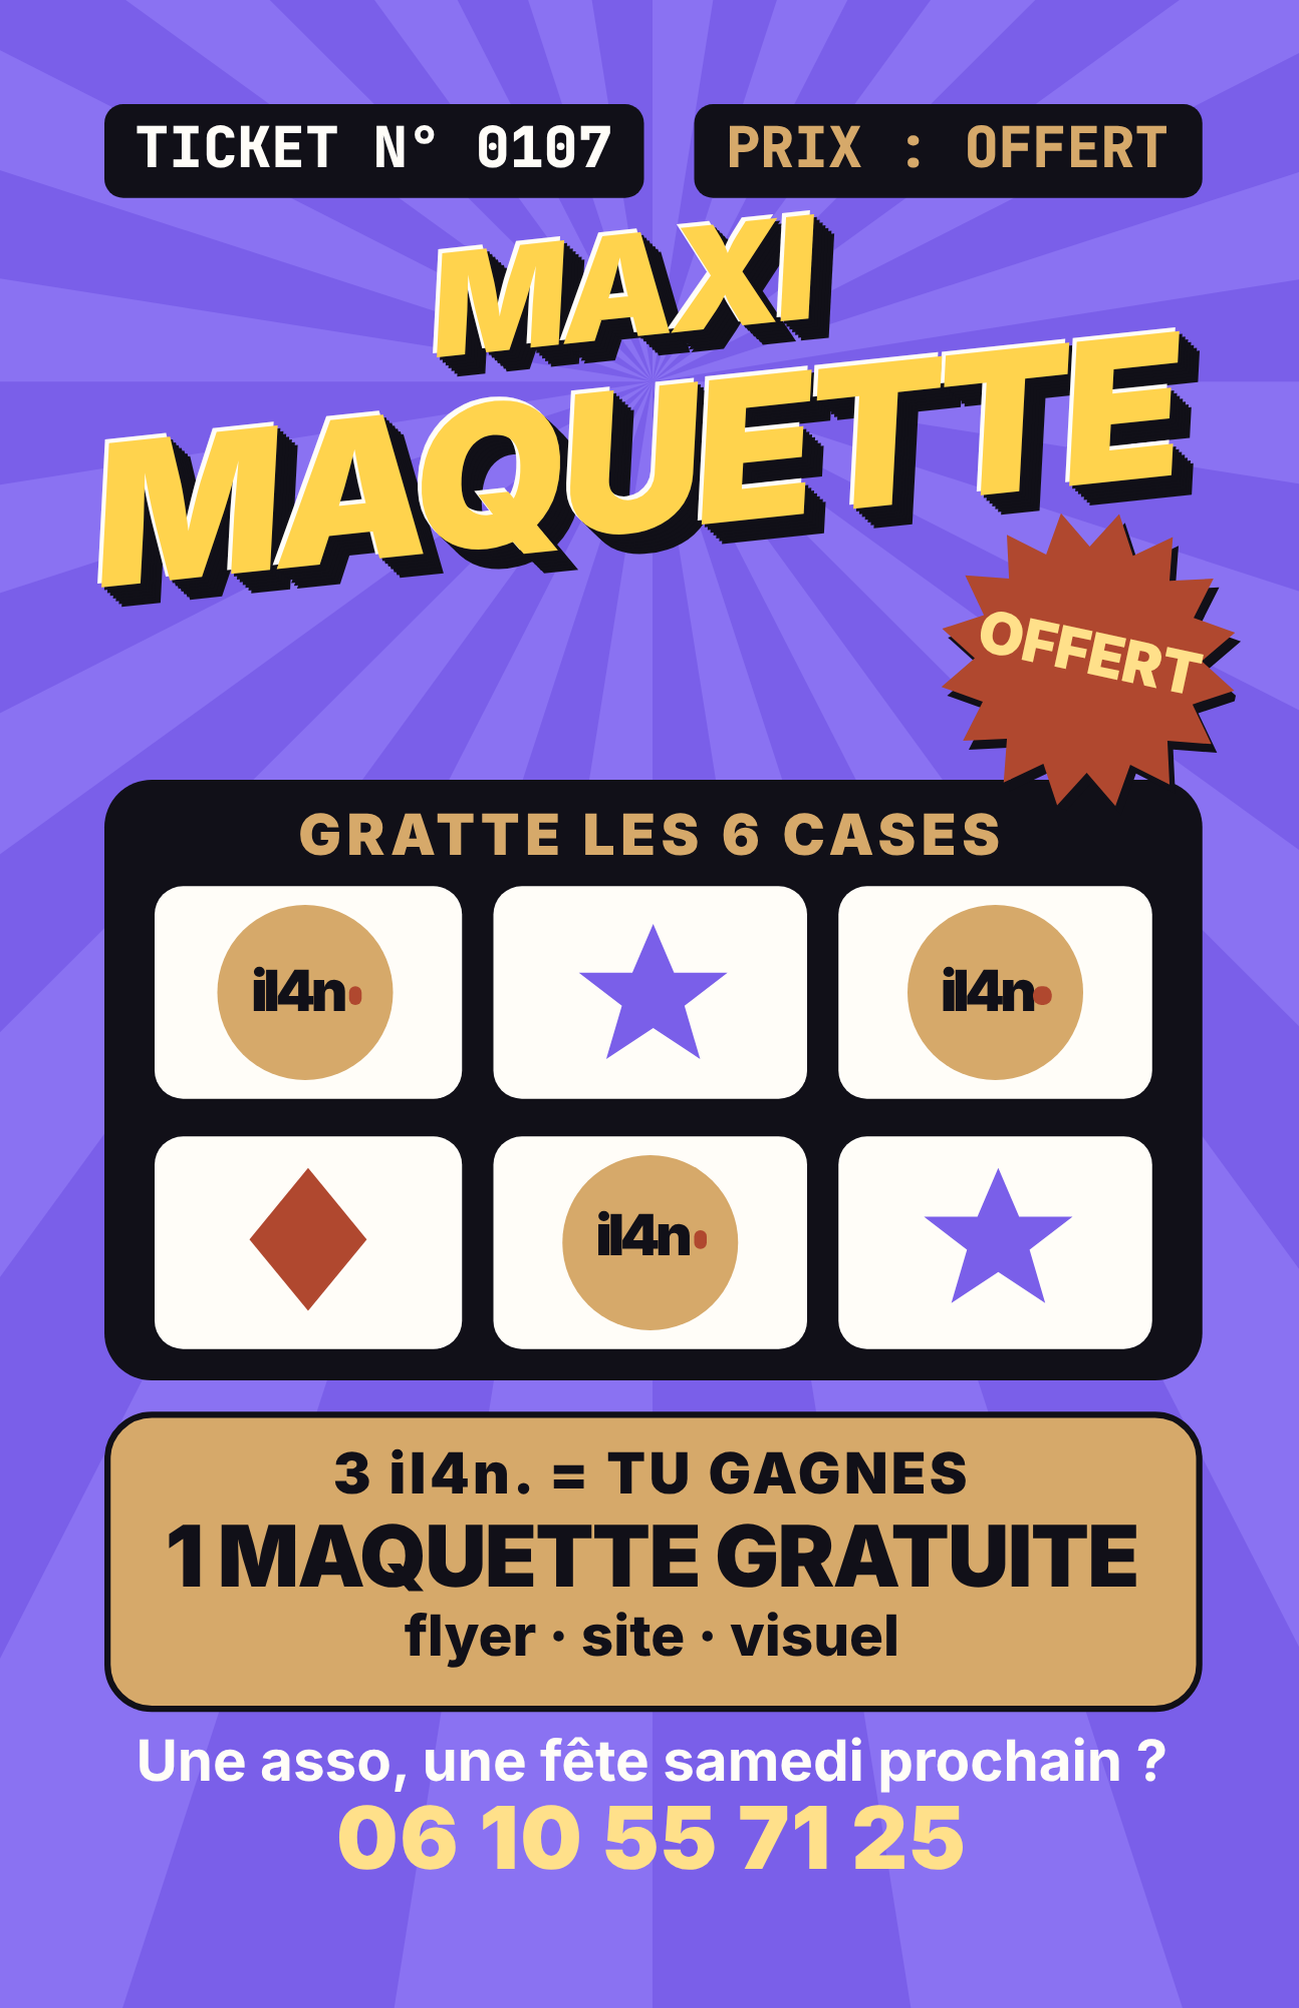 TICKET N° 0107
PRIX : OFFERT
MAXI
MAQUETTE
OFFERT
GRATTE LES 6 CASES
il4n.
il4n.
il4n.
3 il4n. = TU GAGNES
1 MAQUETTE GRATUITE
flyer · site · visuel
Une asso, une fête samedi prochain ?
06 10 55 71 25